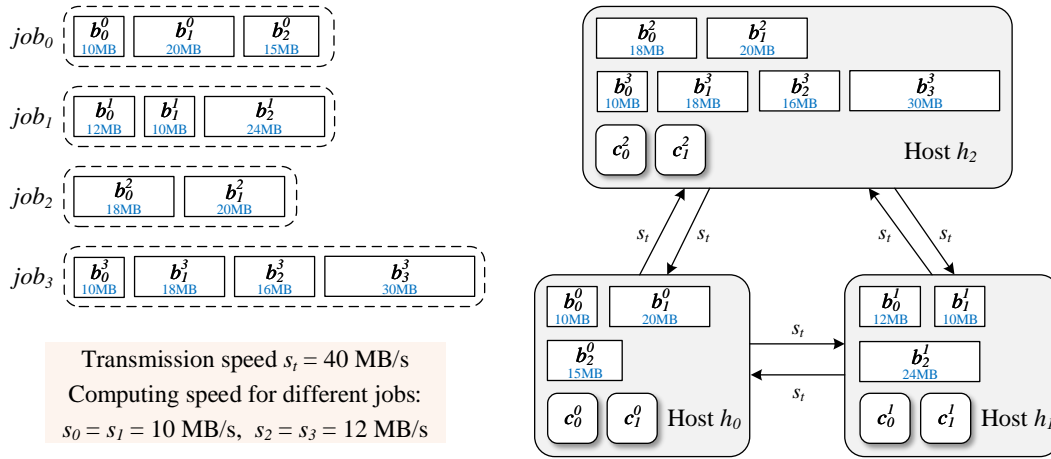 job₀ b₀⁰ b₁⁰ b₂⁰
10MB 20MB 15MB
job₁ b₀¹ b₁¹ b₂¹
12MB 10MB 24MB
job₂ b₀² b₁²
18MB 20MB
job₃ b₀³ b₁³ b₂³ b₃³
10MB 18MB 16MB 30MB
Transmission speed sₜ = 40 MB/s
Computing speed for different jobs:
s₀ = s₁ = 10 MB/s, s₂ = s₃ = 12 MB/s
b₀² b₁²
18MB 20MB
b₀³ b₁³ b₂³ b₃³
10MB 18MB 16MB 30MB
c₀² c₁² Host h₂
sₜ sₜ sₜ sₜ
b₀⁰ b₁⁰
10MB 20MB
b₂⁰
15MB
c₀⁰ c₁⁰ Host h₀
sₜ
sₜ
b₀¹ b₁¹
12MB 10MB
b₂¹
24MB
c₀¹ c₁¹ Host h₁